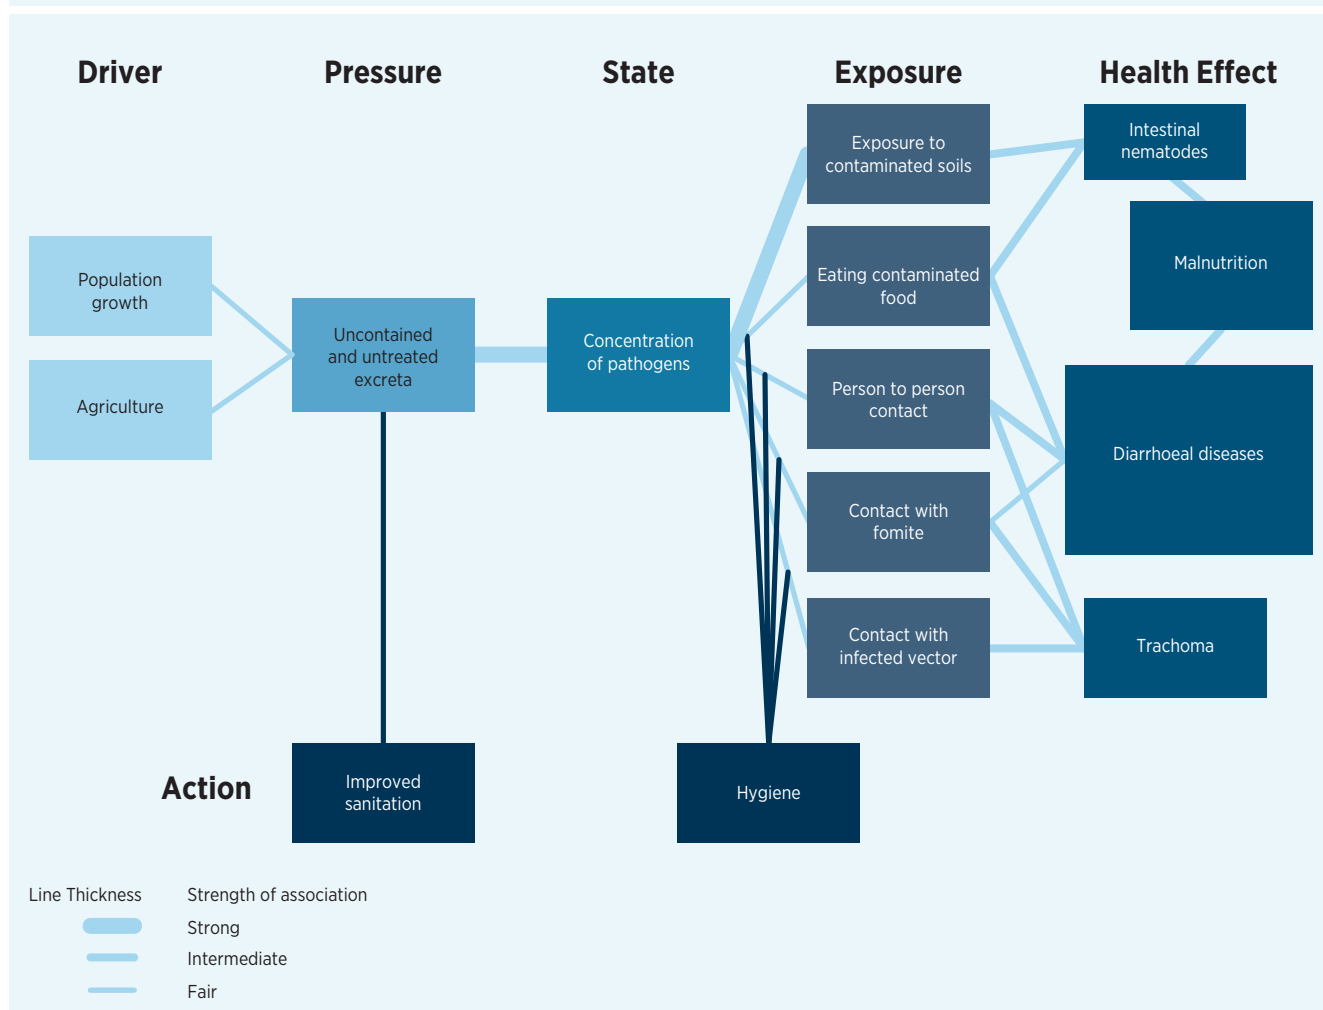 Driver
Pressure
State
Exposure
Health Effect
Population
growth
Agriculture
Uncontained
and untreated
excreta
Concentration
of pathogens
Exposure to
contaminated soils
Eating contaminated
food
Person to person
contact
Contact with
fomite
Contact with
infected vector
Intestinal
nematodes
Malnutrition
Diarrhoeal diseases
Trachoma
Action
Improved
sanitation
Hygiene
Line Thickness
Strength of association
Strong
Intermediate
Fair